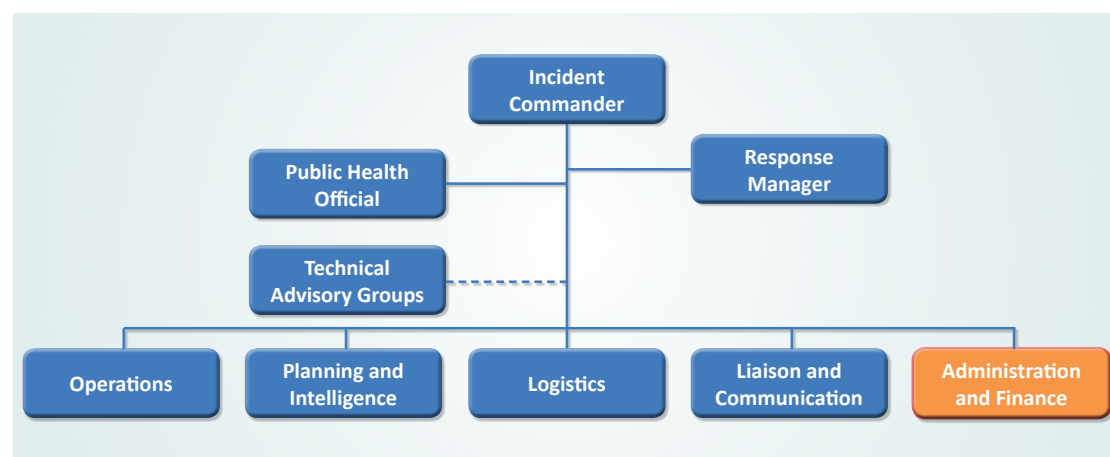 Incident
Commander
Public Health
Official
Response
Manager
Technical
Advisory Groups
Operations
Planning and
Intelligence
Logistics
Liaison and
Communication
Administration
and Finance